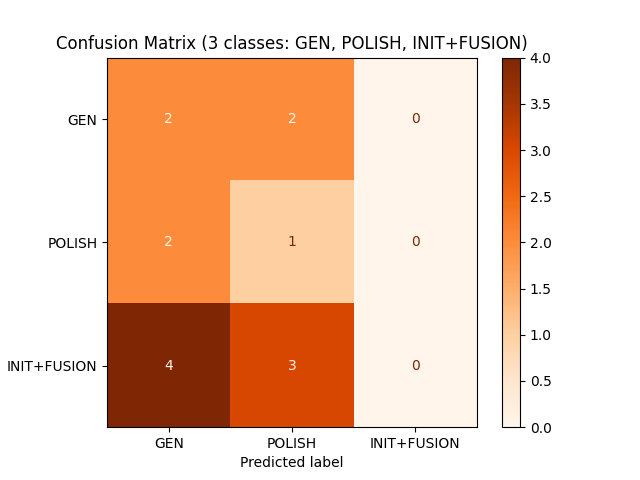 Confusion Matrix (3 classes: GEN, POLISH, INIT+FUSION)
GEN 2 2 0
POLISH 2 1 0
INIT+FUSION 4 3 0
GEN POLISH INIT+FUSION
Predicted label
4.0
3.5
3.0
2.5
2.0
1.5
1.0
0.5
0.0